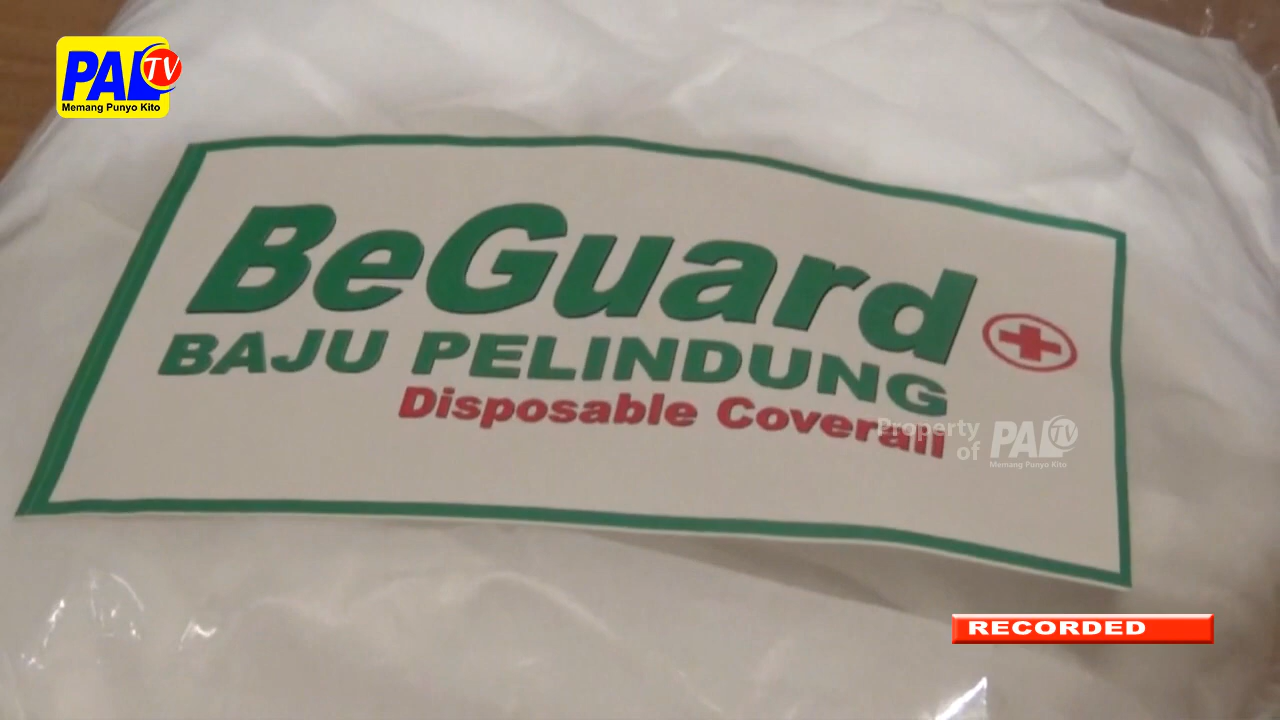 PAL TV
Memang Punyo Kito
BeGuard
BAJU PELINDUNG
Disposable Coverall
Property
of PAL TV
Memang Punyo Kito
RECORDED